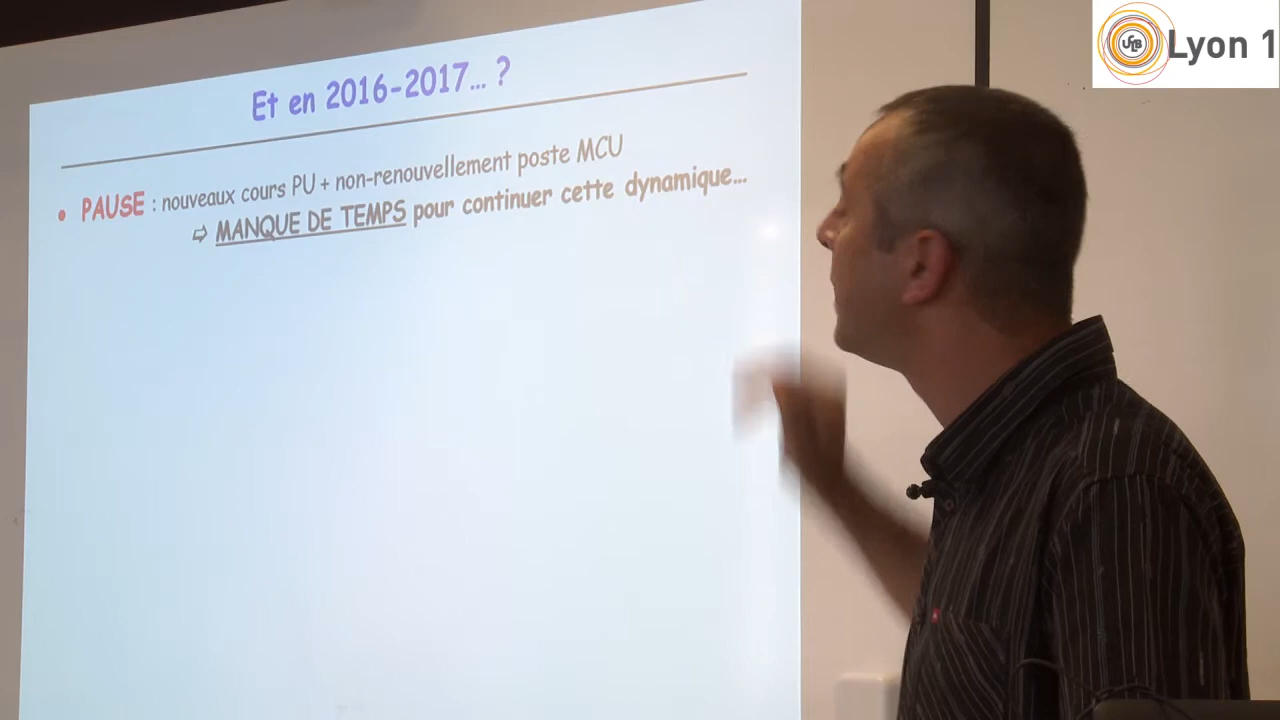 UCLB Lyon 1
Et en 2016-2017... ?
• PAUSE : nouveaux cours PU + non-renouvellement poste MCU
⇨ MANQUE DE TEMPS pour continuer cette dynamique...